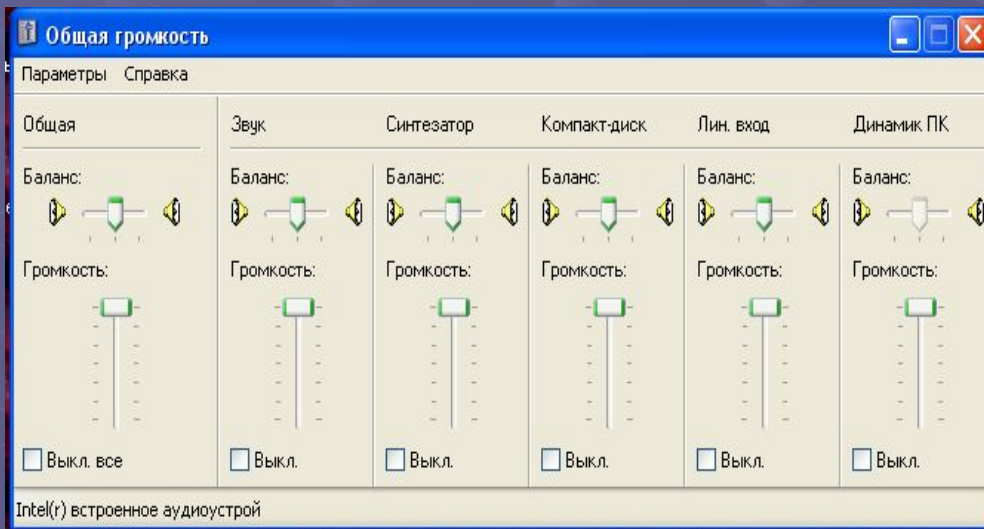 Общая громкость
Параметры Справка
Общая Звук Синтезатор Компакт-диск Лин. вход Динамик ПК
Баланс: Баланс: Баланс: Баланс: Баланс: Баланс:
Громкость: Громкость: Громкость: Громкость: Громкость: Громкость:
Выкл. все Выкл. Выкл. Выкл. Выкл. Выкл.
Intel(r) встроенное аудиоустрой